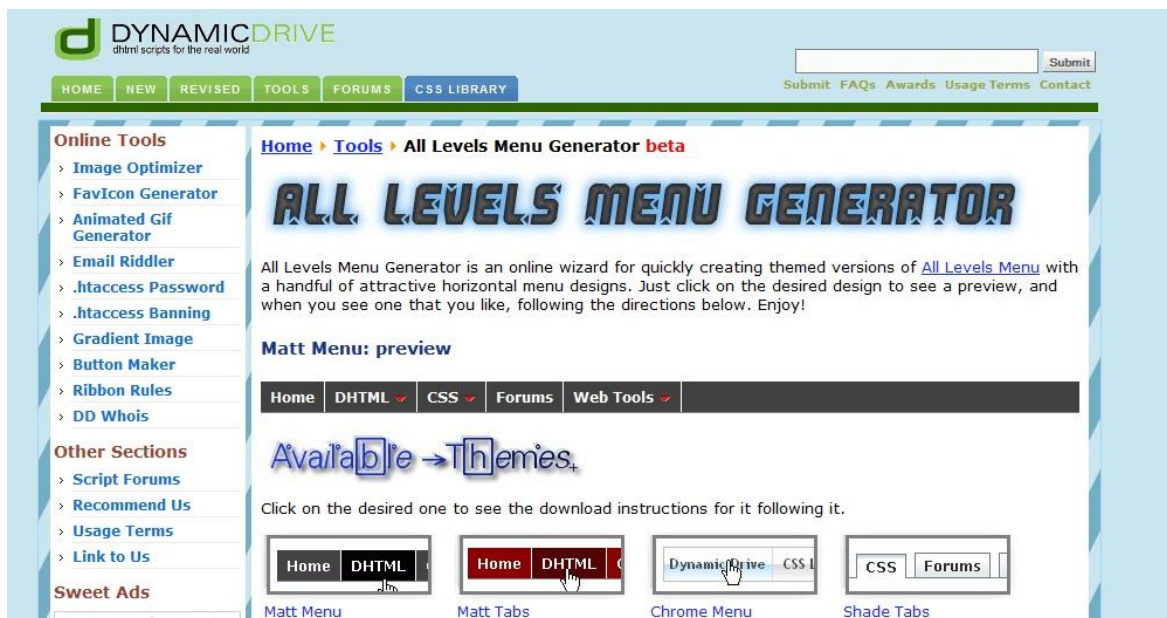 DYNAMICDRIVE
dhtml scripts for the real world
Submit
HOME NEW REVISED TOOLS FORUMS CSS LIBRARY
Submit FAQs Awards Usage Terms Contact
Online Tools
Image Optimizer
FavIcon Generator
Animated Gif
Generator
Email Riddler
.htaccess Password
.htaccess Banning
Gradient Image
Button Maker
Ribbon Rules
DD Whois
Other Sections
Script Forums
Recommend Us
Usage Terms
Link to Us
Sweet Ads
Home Tools All Levels Menu Generator beta
ALL LEVELS MENU GENERATOR
All Levels Menu Generator is an online wizard for quickly creating themed versions of All Levels Menu with
a handful of attractive horizontal menu designs. Just click on the desired design to see a preview, and
when you see one that you like, following the directions below. Enjoy!
Matt Menu: preview
Home DHTML CSS Forums Web Tools
Available →Themes+
Click on the desired one to see the download instructions for it following it.
Home DHTML
Home DHTML
Dynamic Drive CSS L
CSS Forums
Matt Menu Matt Tabs Chrome Menu Shade Tabs